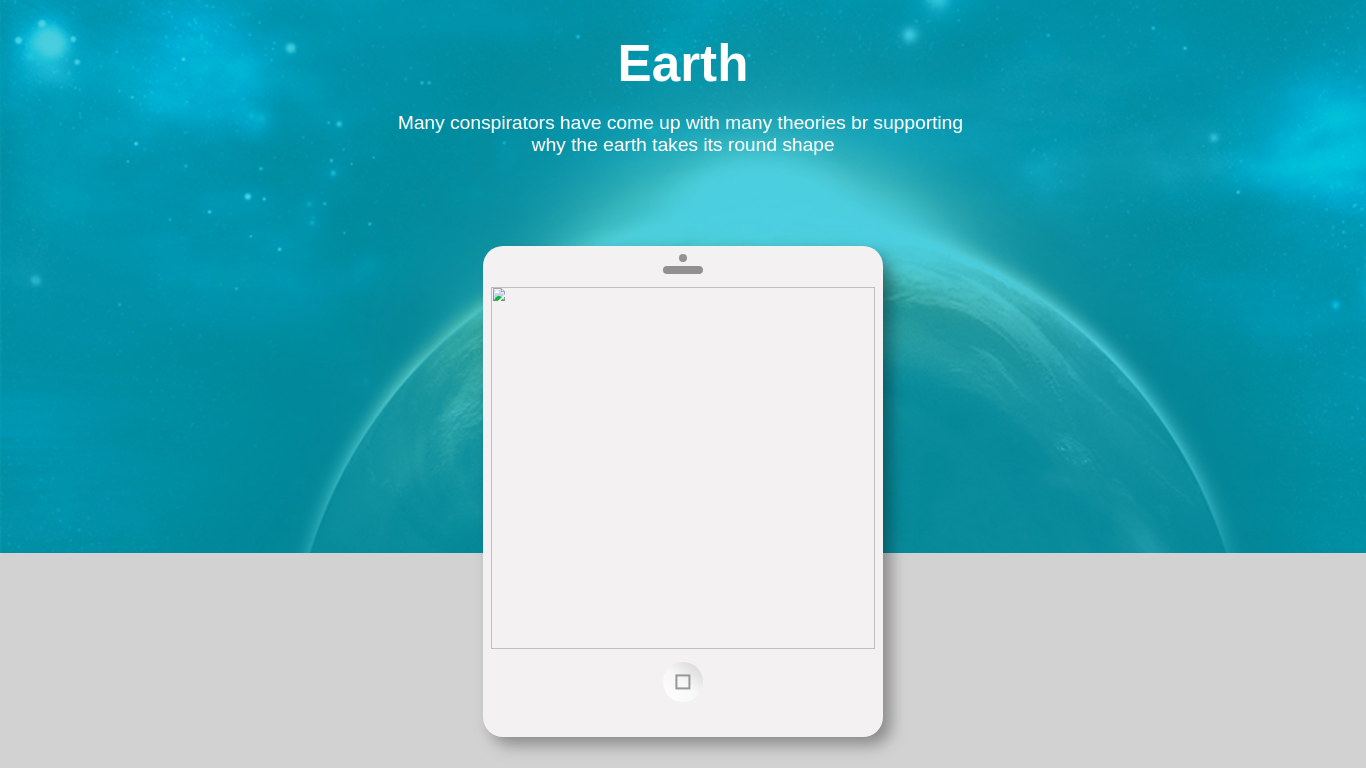 Earth
Many conspirators have come up with many theories br supporting
why the earth takes its round shape